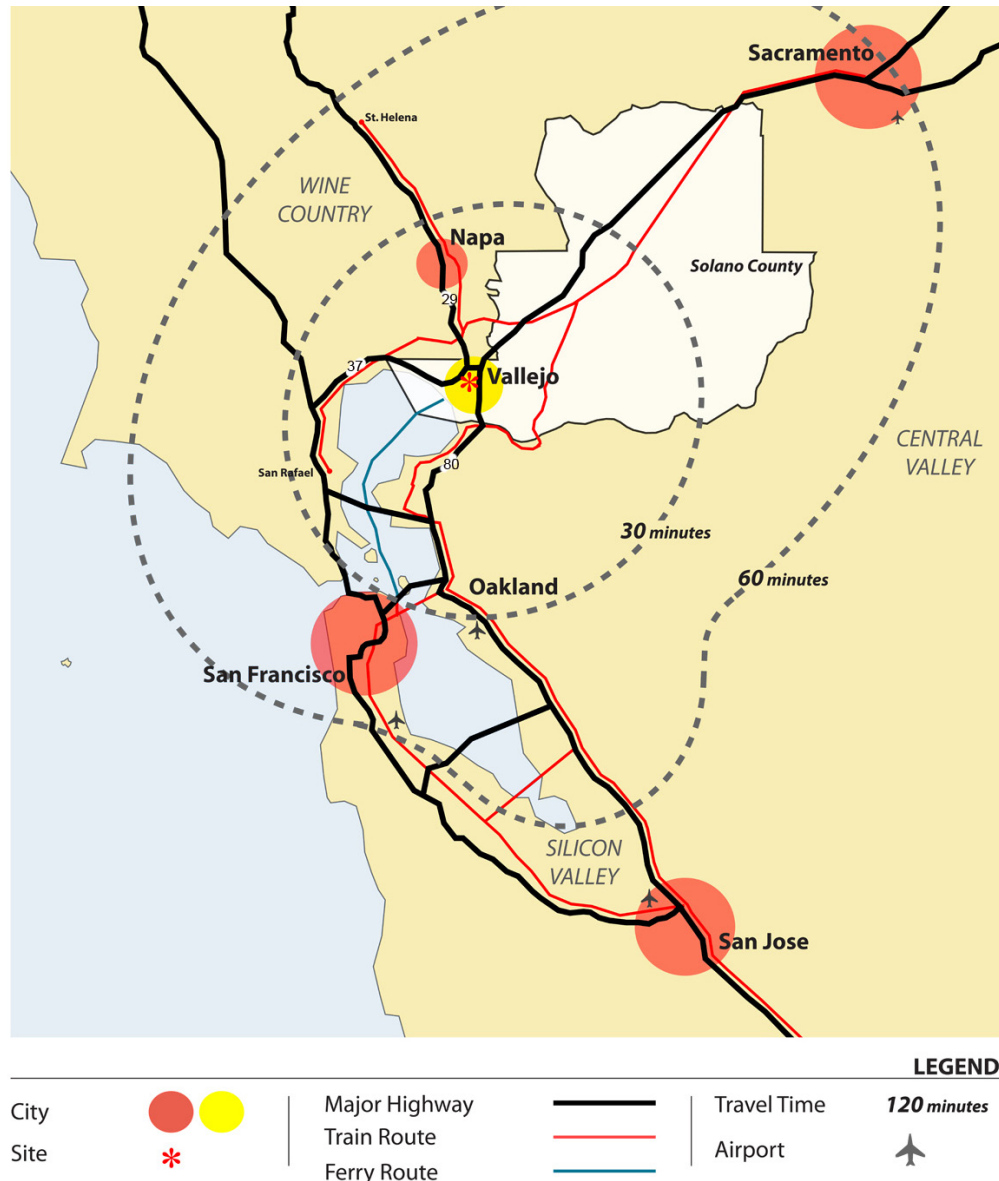 Sacramento
St. Helena
WINE
COUNTRY
Napa
Solano County
29
37
Vallejo
CENTRAL
VALLEY
80
San Rafael
30 minutes
60 minutes
Oakland
San Francisco
SILICON
VALLEY
San Jose
LEGEND
City
Site
Major Highway
Train Route
Ferry Route
Travel Time
120 minutes
Airport